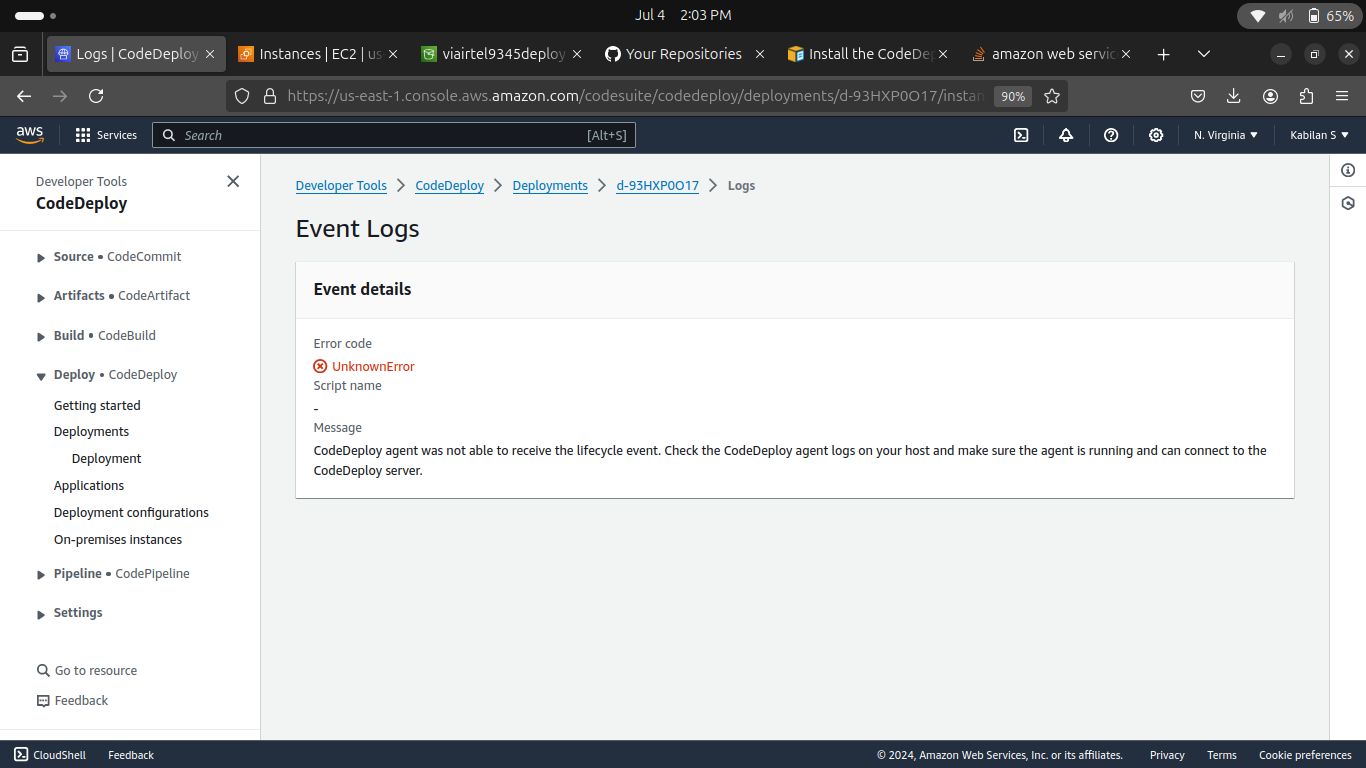 Jul 4 2:03 PM
65%
Logs | CodeDeploy
Instances | EC2 | us
viairtel9345deploy
Your Repositories
Install the CodeDep
amazon web servic
https://us-east-1.console.aws.amazon.com/codesuite/codedeploy/deployments/d-93HXP0O17/instan
90%
aws
Services
Search
[Alt+S]
N. Virginia
Kabilan S
Developer Tools
CodeDeploy
Source • CodeCommit
Artifacts • CodeArtifact
Build • CodeBuild
Deploy • CodeDeploy
Getting started
Deployments
Deployment
Applications
Deployment configurations
On-premises instances
Pipeline • CodePipeline
Settings
Go to resource
Feedback
Developer Tools > CodeDeploy > Deployments > d-93HXP0O17 > Logs
Event Logs
Event details
Error code
UnknownError
Script name
-
Message
CodeDeploy agent was not able to receive the lifecycle event. Check the CodeDeploy agent logs on your host and make sure the agent is running and can connect to the
CodeDeploy server.
CloudShell
Feedback
© 2024, Amazon Web Services, Inc. or its affiliates.
Privacy
Terms
Cookie preferences